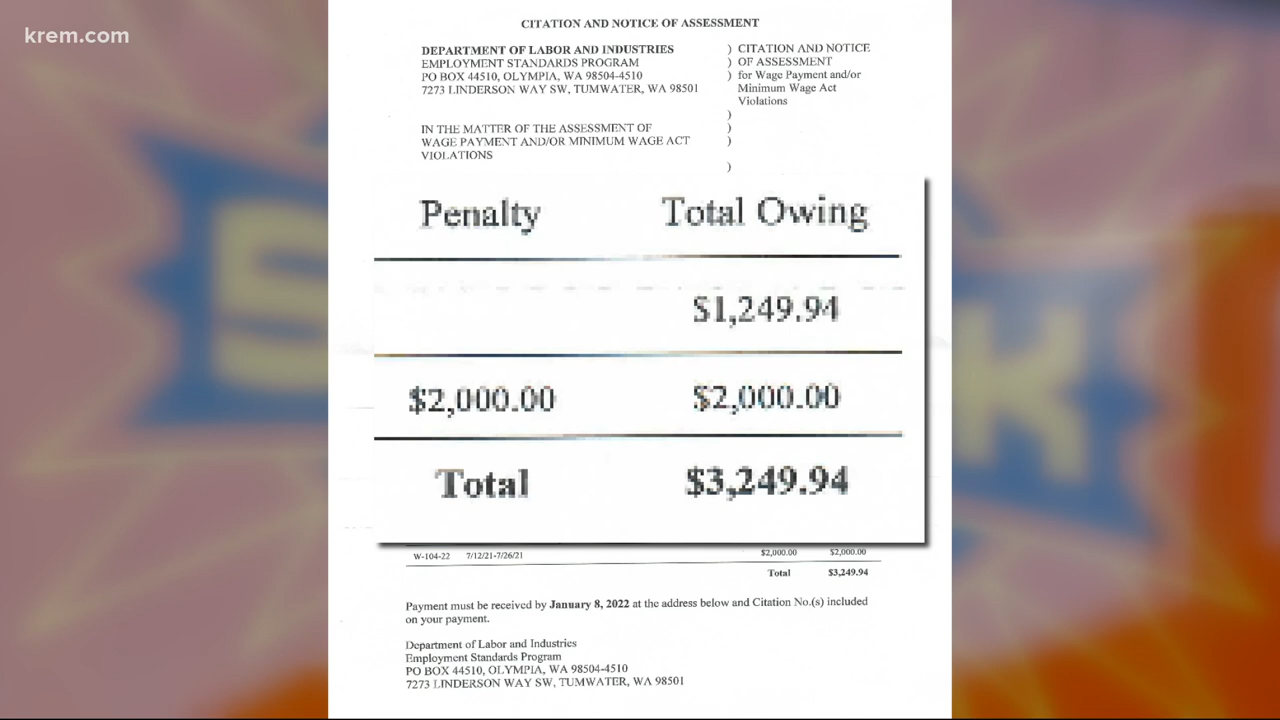 krem.com
CITATION AND NOTICE OF ASSESSMENT
DEPARTMENT OF LABOR AND INDUSTRIES
EMPLOYMENT STANDARDS PROGRAM
PO BOX 44510, OLYMPIA, WA 98504-4510
7273 LINDERSON WAY SW, TUMWATER, WA 98501
) CITATION AND NOTICE
) OF ASSESSMENT
) for Wage Payment and/or
) Minimum Wage Act
Violations
)
IN THE MATTER OF THE ASSESSMENT OF )
WAGE PAYMENT AND/OR MINIMUM WAGE ACT )
VIOLATIONS
)
Penalty Total Owing
$1,249.94
$2,000.00 $2,000.00
Total $3,249.94
W-104-22 7/12/21-7/26/21 $2,000.00 $2,000.00
Total $3,249.94
Payment must be received by January 8, 2022 at the address below and Citation No.(s) included
on your payment.
Department of Labor and Industries
Employment Standards Program
PO BOX 44510, OLYMPIA, WA 98504-4510
7273 LINDERSON WAY SW, TUMWATER, WA 98501